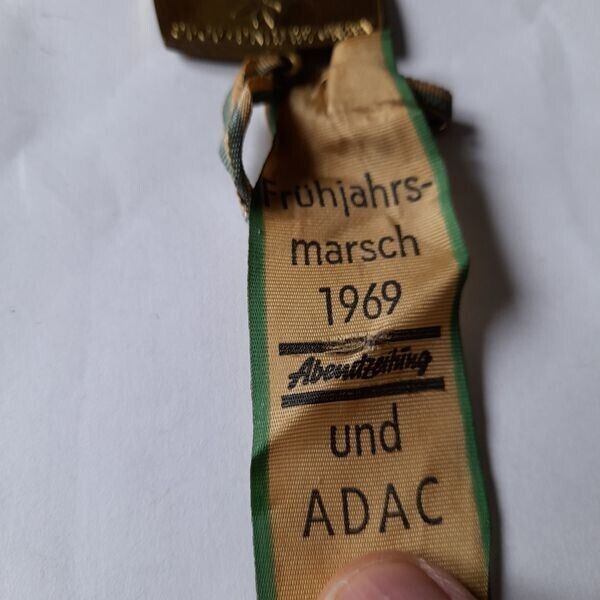 Frühjahrs-
marsch
1969
Abendzeitung
und
ADAC